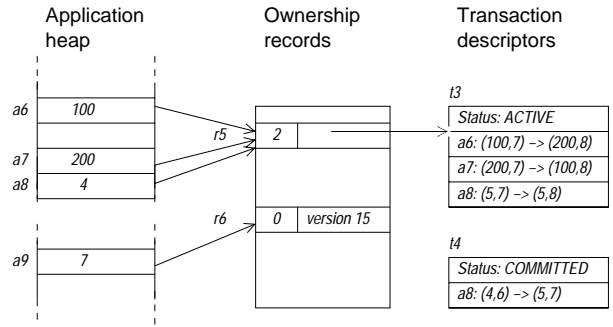 Application heap
Ownership records
Transaction descriptors
a6 100
a7 200
a8 4
a9 7
r5 2
r6 0 version 15
t3
Status: ACTIVE
a6: (100,7) –> (200,8)
a7: (200,7) –> (100,8)
a8: (5,7) –> (5,8)
t4
Status: COMMITTED
a8: (4,6) –> (5,7)